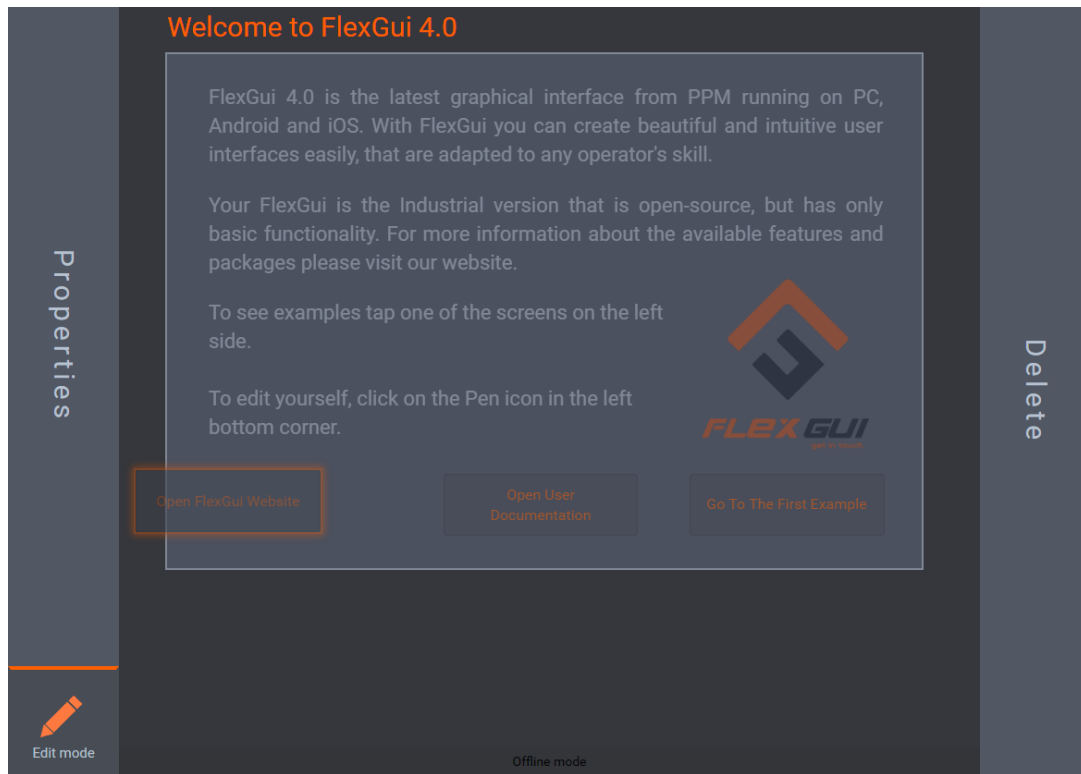 Welcome to FlexGui 4.0
FlexGui 4.0 is the latest graphical interface from PPM running on PC,
Android and iOS. With FlexGui you can create beautiful and intuitive user
interfaces easily, that are adapted to any operator's skill.
Your FlexGui is the Industrial version that is open-source, but has only
basic functionality. For more information about the available features and
packages please visit our website.
To see examples tap one of the screens on the left
side.
To edit yourself, click on the Pen icon in the left
bottom corner.
FLEX GUI
get in touch
Open FlexGui Website
Open User
Documentation
Go To The First Example
Properties
Delete
Edit mode
Offline mode